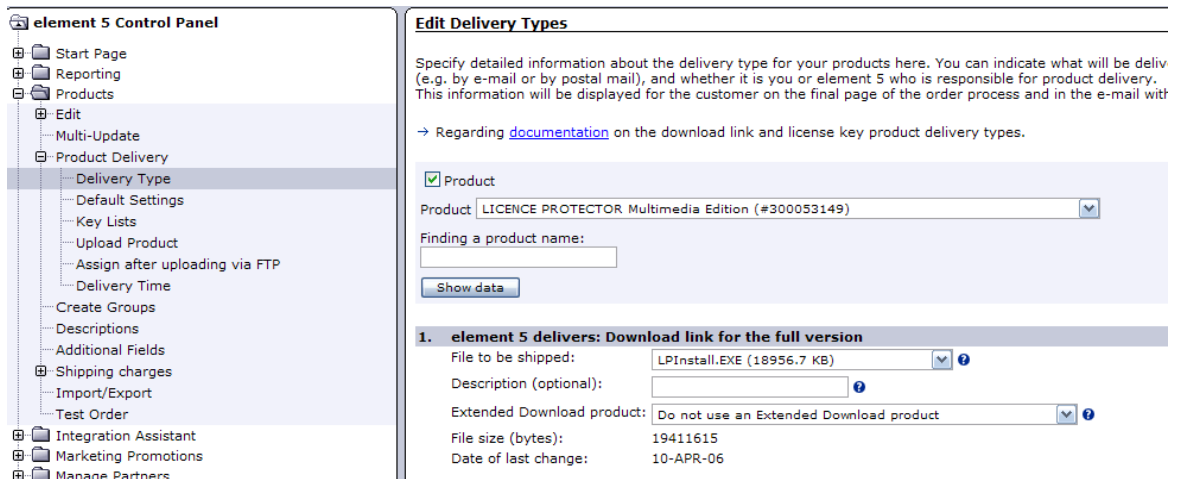 element 5 Control Panel
Start Page
Reporting
Products
Edit
Multi-Update
Product Delivery
Delivery Type
Default Settings
Key Lists
Upload Product
Assign after uploading via FTP
Delivery Time
Create Groups
Descriptions
Additional Fields
Shipping charges
Import/Export
Test Order
Integration Assistant
Marketing Promotions
Manage Partners
Edit Delivery Types
Specify detailed information about the delivery type for your products here. You can indicate what will be deliv
(e.g. by e-mail or by postal mail), and whether it is you or element 5 who is responsible for product delivery.
This information will be displayed for the customer on the final page of the order process and in the e-mail with
→ Regarding documentation on the download link and license key product delivery types.
Product
Product LICENCE PROTECTOR Multimedia Edition (#300053149)
Finding a product name:
Show data
1. element 5 delivers: Download link for the full version
File to be shipped: LPInstall.EXE (18956.7 KB)
Description (optional):
Extended Download product: Do not use an Extended Download product
File size (bytes): 19411615
Date of last change: 10-APR-06